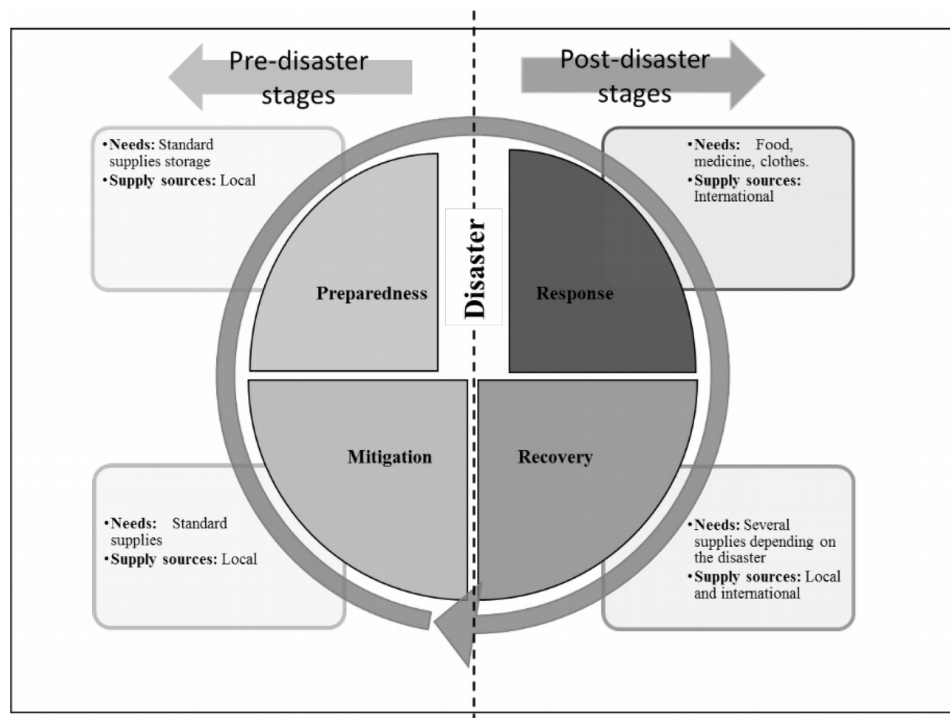 Pre-disaster
stages
Post-disaster
stages
•Needs: Standard
supplies storage
•Supply sources: Local
•Needs: Food,
medicine, clothes.
•Supply sources:
International
Disaster
Preparedness
Response
Mitigation
Recovery
•Needs: Standard
supplies
•Supply sources: Local
•Needs: Several
supplies depending on
the disaster
•Supply sources: Local
and international